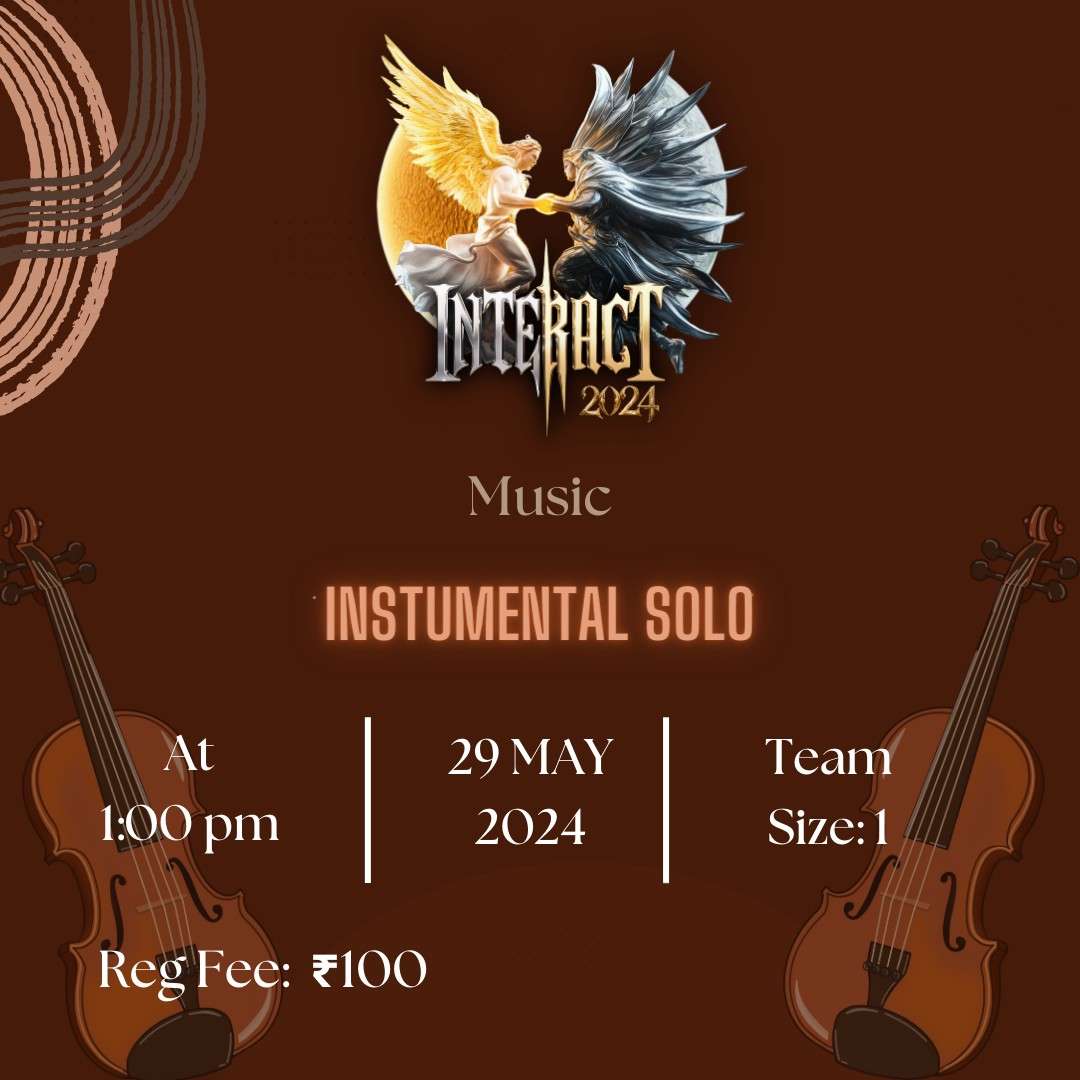 INTERACT
2024
Music
INSTUMENTAL SOLO
At
1:00 pm
29 MAY
2024
Team
Size: 1
Reg Fee: ₹100